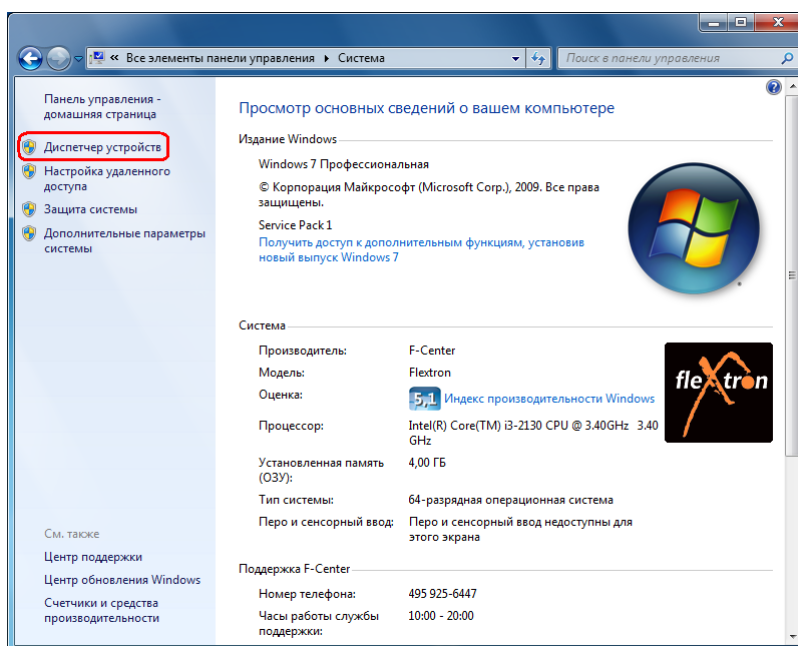 « Все элементы панели управления ▸ Система
Поиск в панели управления
Панель управления -
домашняя страница
Диспетчер устройств
Настройка удаленного
доступа
Защита системы
Дополнительные параметры
системы
См. также
Центр поддержки
Центр обновления Windows
Счетчики и средства
производительности
Просмотр основных сведений о вашем компьютере
Издание Windows
Windows 7 Профессиональная
© Корпорация Майкрософт (Microsoft Corp.), 2009. Все права
защищены.
Service Pack 1
Получить доступ к дополнительным функциям, установив
новый выпуск Windows 7
Система
Производитель: F-Center
Модель: Flextron
Оценка: 5,1 Индекс производительности Windows
Процессор: Intel(R) Core(TM) i3-2130 CPU @ 3.40GHz 3.40
GHz
Установленная память 4,00 ГБ
(ОЗУ):
Тип системы: 64-разрядная операционная система
Перо и сенсорный ввод: Перо и сенсорный ввод недоступны для
этого экрана
flextron
Поддержка F-Center
Номер телефона: 495 925-6447
Часы работы службы 10:00 - 20:00
поддержки: